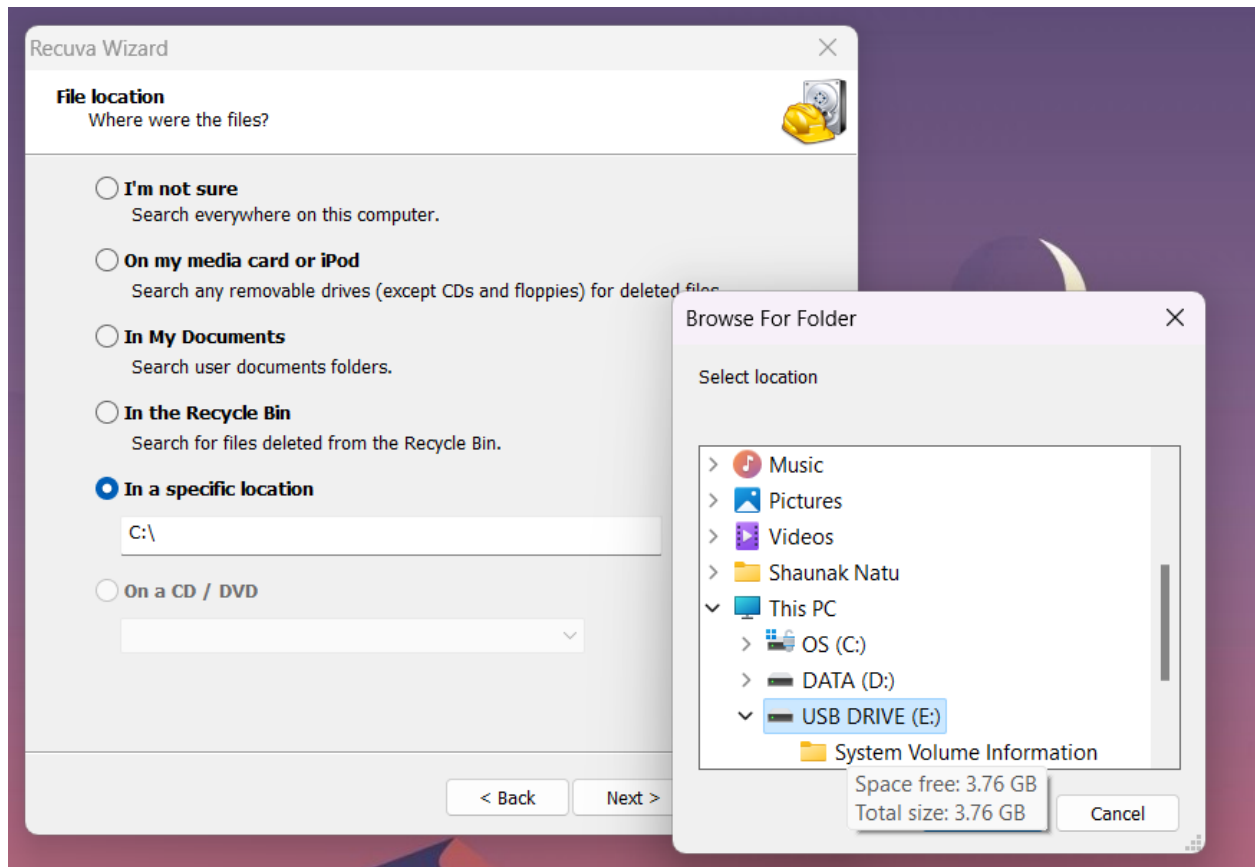 Recuva Wizard
File location
Where were the files?
I'm not sure
Search everywhere on this computer.
On my media card or iPod
Search any removable drives (except CDs and floppies) for deleted files
In My Documents
Search user documents folders.
In the Recycle Bin
Search for files deleted from the Recycle Bin.
In a specific location
C:\
On a CD / DVD
< Back
Next >
Browse For Folder
Select location
Music
Pictures
Videos
Shaunak Natu
This PC
OS (C:)
DATA (D:)
USB DRIVE (E:)
System Volume Information
Space free: 3.76 GB
Total size: 3.76 GB
Cancel